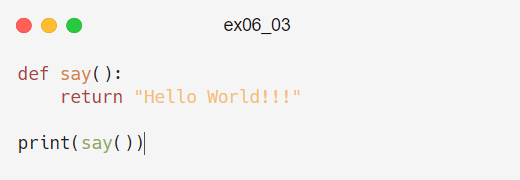 ex06_03
def say():
    return "Hello World!!!"
print(say())